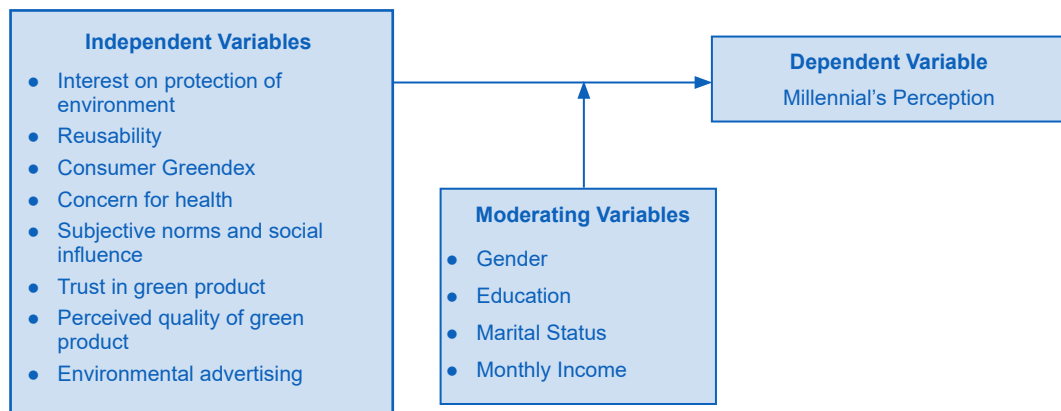 Independent Variables
● Interest on protection of
environment
● Reusability
● Consumer Greendex
● Concern for health
● Subjective norms and social
influence
● Trust in green product
● Perceived quality of green
product
● Environmental advertising
Dependent Variable
Millennial's Perception
Moderating Variables
● Gender
● Education
● Marital Status
● Monthly Income